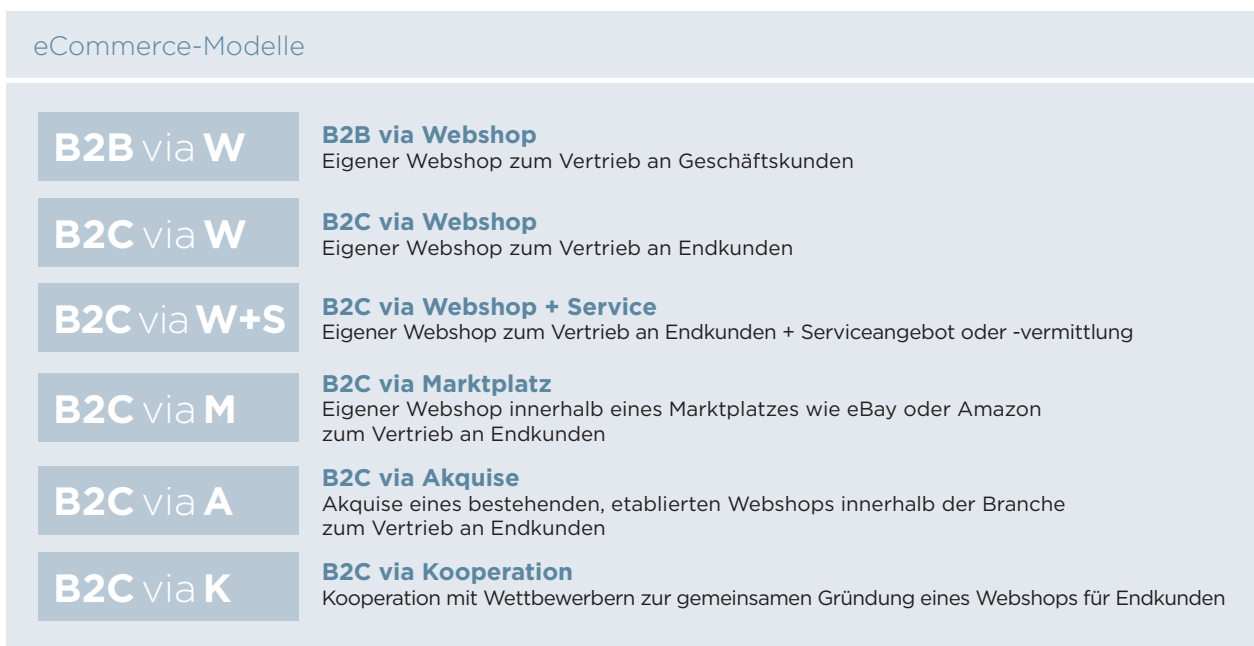 eCommerce-Modelle
B2B via W
B2B via Webshop
Eigener Webshop zum Vertrieb an Geschäftskunden
B2C via W
B2C via Webshop
Eigener Webshop zum Vertrieb an Endkunden
B2C via W+S
B2C via Webshop + Service
Eigener Webshop zum Vertrieb an Endkunden + Serviceangebot oder -vermittlung
B2C via M
B2C via Marktplatz
Eigener Webshop innerhalb eines Marktplatzes wie eBay oder Amazon
zum Vertrieb an Endkunden
B2C via A
B2C via Akquise
Akquise eines bestehenden, etablierten Webshops innerhalb der Branche
zum Vertrieb an Endkunden
B2C via K
B2C via Kooperation
Kooperation mit Wettbewerbern zur gemeinsamen Gründung eines Webshops für Endkunden